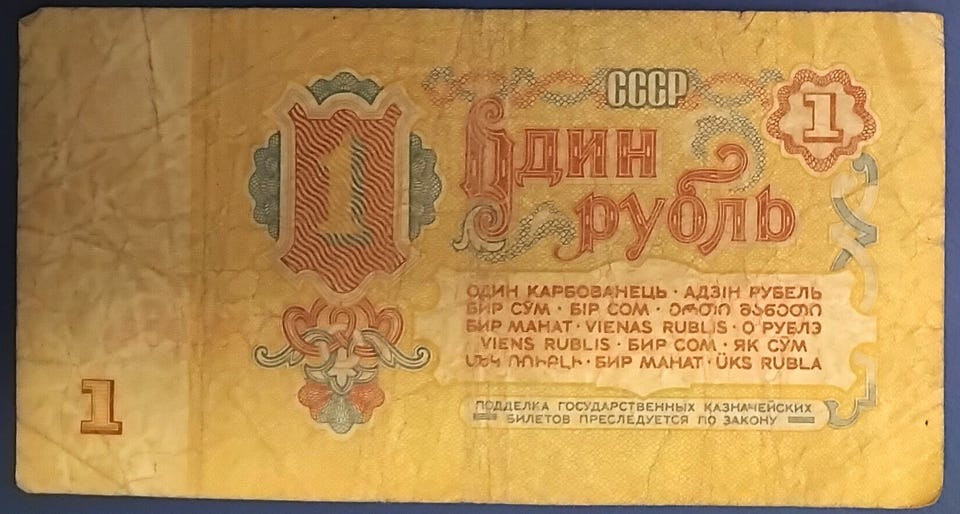 СССР
1
1
Один
рубль
ОДИН КАРБОВАНЕЦЬ · АДЗІН РУБЕЛЬ
БИР СЎМ · БІР СОМ · ᲔᲠᲗᲘ ᲛᲐᲜᲔᲗᲘ
БИР МАНАТ · VIENAS RUBLIS · О РУБЛЭ
VIENS RUBLIS · БИР СОМ · ЯК СЎМ
ՄԵԿ ՌՈՒԲԼԻ · БИР МАНАТ · ÜKS RUBLA
1
ПОДДЕЛКА ГОСУДАРСТВЕННЫХ КАЗНАЧЕЙСКИХ
БИЛЕТОВ ПРЕСЛЕДУЕТСЯ ПО ЗАКОНУ